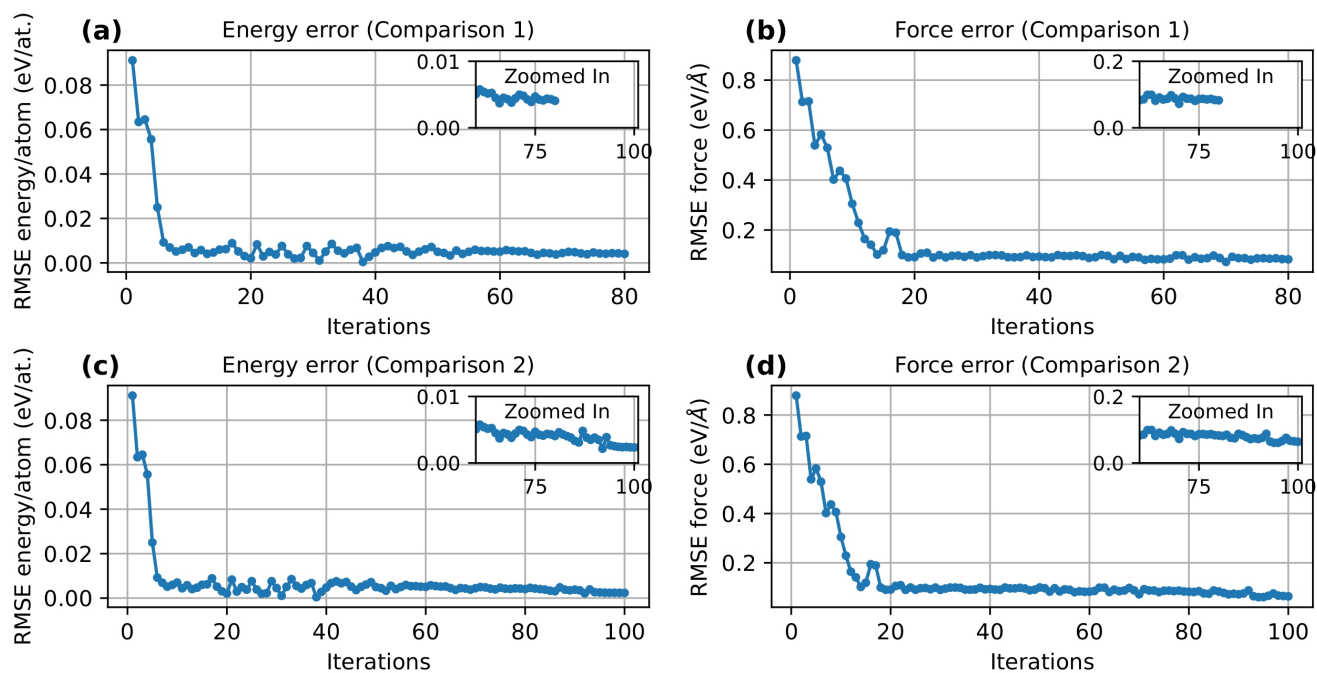 (a) Energy error (Comparison 1)
RMSE energy/atom (eV/at.)
0.08
0.06
0.04
0.02
0.00
0 20 40 60 80
Iterations
Zoomed In
0.01
0.00
75 100
(b) Force error (Comparison 1)
RMSE force (eV/Å)
0.8
0.6
0.4
0.2
0 20 40 60 80
Iterations
Zoomed In
0.2
0.0
75 100
(c) Energy error (Comparison 2)
RMSE energy/atom (eV/at.)
0.08
0.06
0.04
0.02
0.00
0 20 40 60 80 100
Iterations
Zoomed In
0.01
0.00
75 100
(d) Force error (Comparison 2)
RMSE force (eV/Å)
0.8
0.6
0.4
0.2
0 20 40 60 80 100
Iterations
Zoomed In
0.2
0.0
75 100